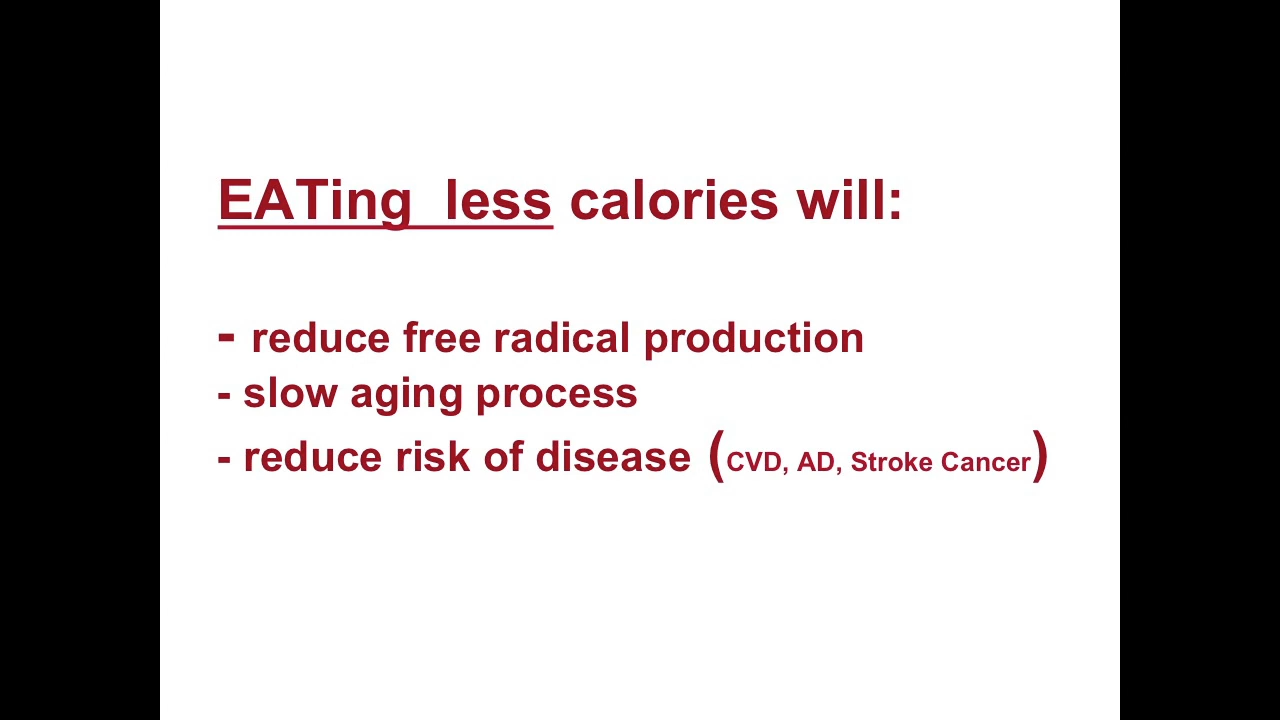 EATing  less calories will:
- reduce free radical production
- slow aging process
- reduce risk of disease (CVD, AD, Stroke Cancer)